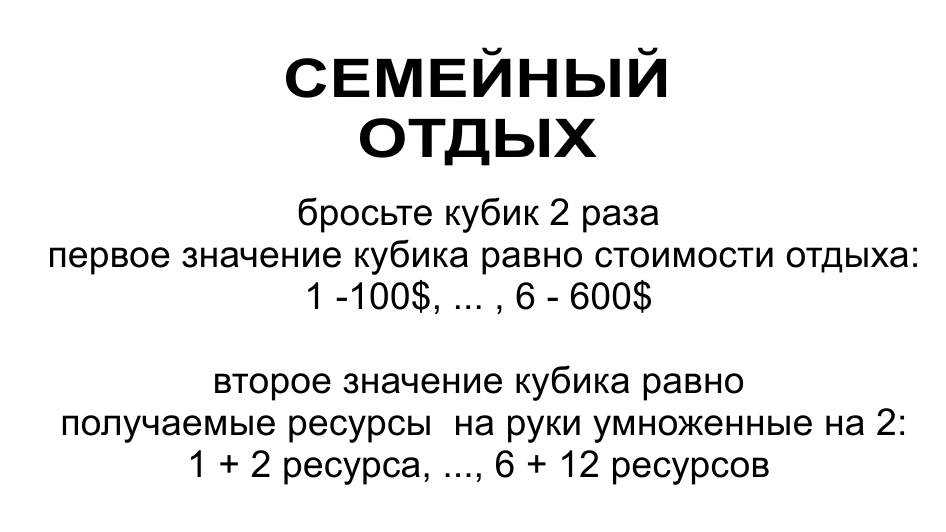 СЕМЕЙНЫЙ
ОТДЫХ
бросьте кубик 2 раза
первое значение кубика равно стоимости отдыха:
1 -100$, ... , 6 - 600$
второе значение кубика равно
получаемые ресурсы  на руки умноженные на 2:
1 + 2 ресурса, ..., 6 + 12 ресурсов